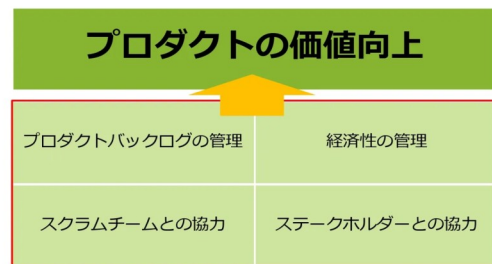 プロダクトの価値向上
プロダクトバックログの管理
経済性の管理
スクラムチームとの協力
ステークホルダーとの協力